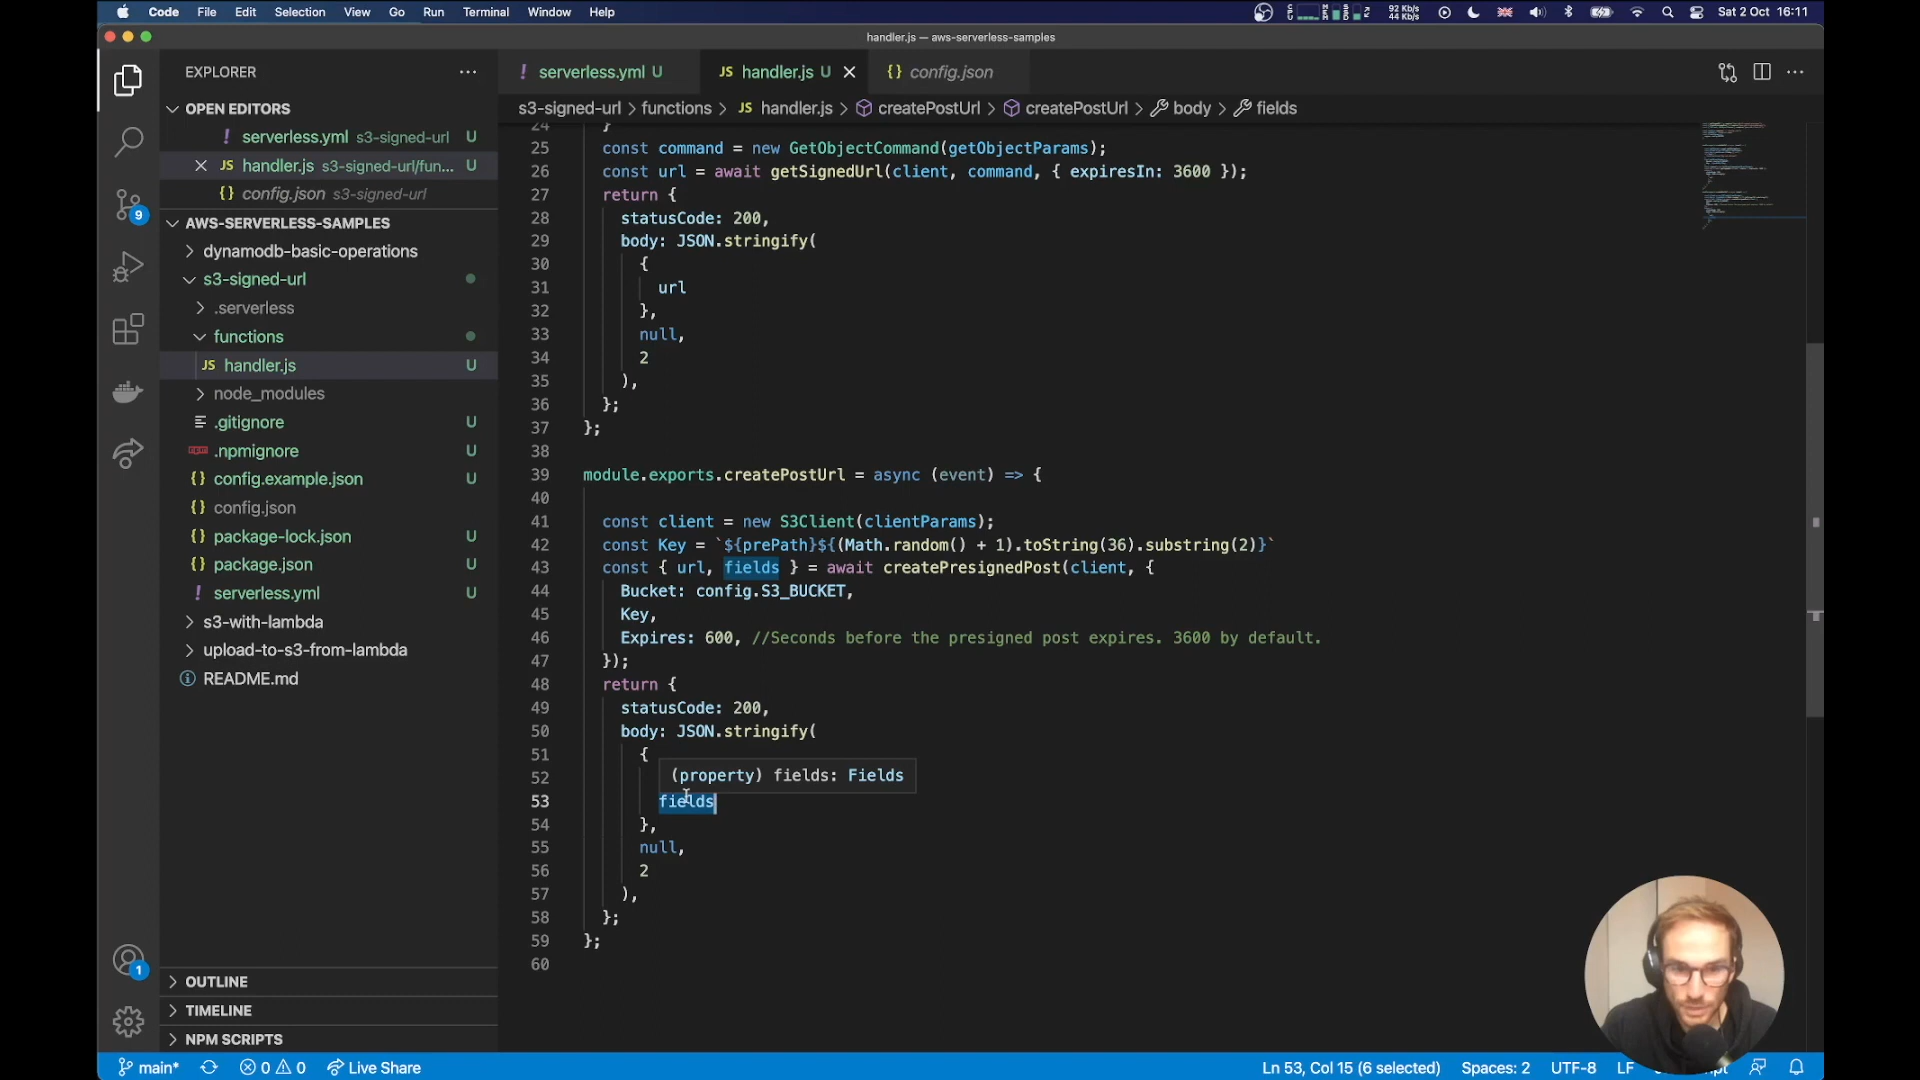 Code File Edit Selection View Go Run Terminal Window Help
92 Kb/s
44 Kb/s
Sat 2 Oct 16:11
handler.js — aws-serverless-samples
EXPLORER
OPEN EDITORS
! serverless.yml s3-signed-url U
JS handler.js s3-signed-url/fun... U
{} config.json s3-signed-url
AWS-SERVERLESS-SAMPLES
dynamodb-basic-operations
s3-signed-url
.serverless
functions
JS handler.js U
node_modules
.gitignore U
.npmignore U
{} config.example.json U
{} config.json
{} package-lock.json U
{} package.json U
! serverless.yml U
s3-with-lambda
upload-to-s3-from-lambda
README.md
OUTLINE
TIMELINE
NPM SCRIPTS
9
1
! serverless.yml U JS handler.js U {} config.json
s3-signed-url > functions > JS handler.js > createPostUrl > createPostUrl > body > fields
24 }
25 const command = new GetObjectCommand(getObjectParams);
26 const url = await getSignedUrl(client, command, { expiresIn: 3600 });
27 return {
28 statusCode: 200,
29 body: JSON.stringify(
30 {
31 url
32 },
33 null,
34 2
35 ),
36 };
37 };
38
39 module.exports.createPostUrl = async (event) => {
40
41 const client = new S3Client(clientParams);
42 const Key = `${prePath}${(Math.random() + 1).toString(36).substring(2)}`
43 const { url, fields } = await createPresignedPost(client, {
44 Bucket: config.S3_BUCKET,
45 Key,
46 Expires: 600, //Seconds before the presigned post expires. 3600 by default.
47 });
48 return {
49 statusCode: 200,
50 body: JSON.stringify(
51 {
52 (property) fields: Fields
53 fields
54 },
55 null,
56 2
57 ),
58 };
59 };
60
main* 0 0 Live Share
Ln 53, Col 15 (6 selected) Spaces: 2 UTF-8 LF